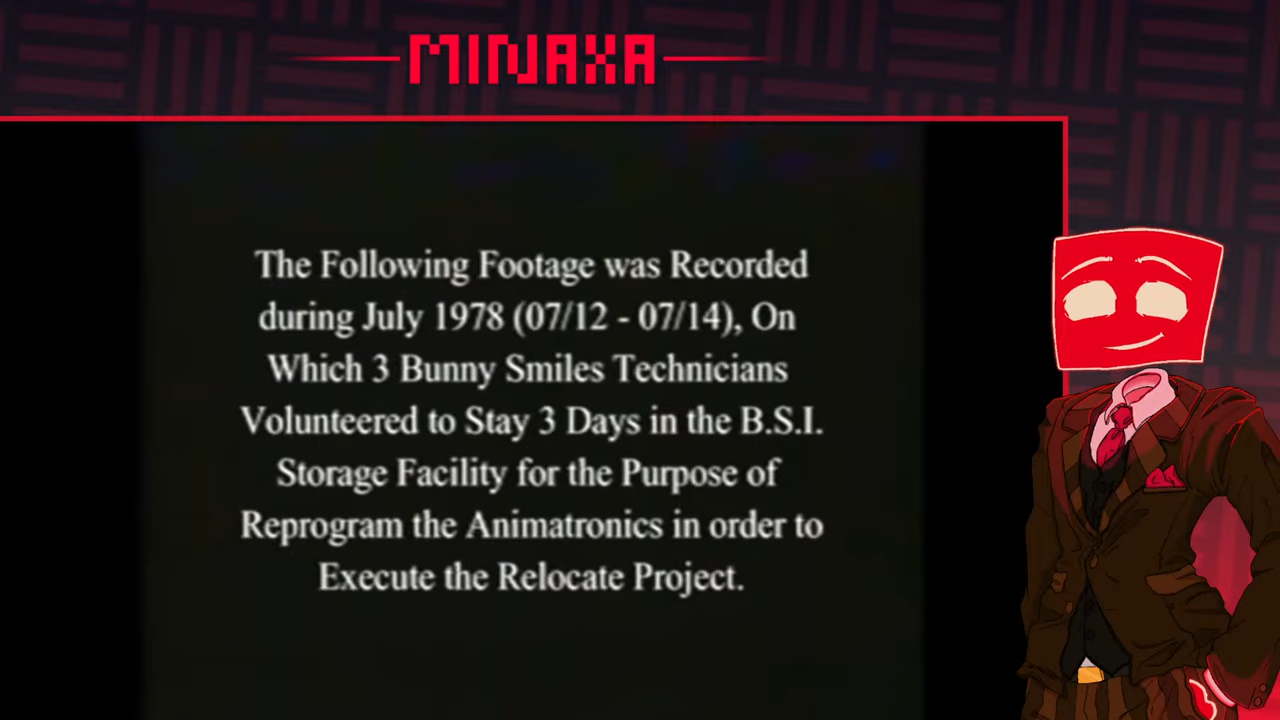 MINAXA
The Following Footage was Recorded
during July 1978 (07/12 - 07/14), On
Which 3 Bunny Smiles Technicians
Volunteered to Stay 3 Days in the B.S.I.
Storage Facility for the Purpose of
Reprogram the Animatronics in order to
Execute the Relocate Project.